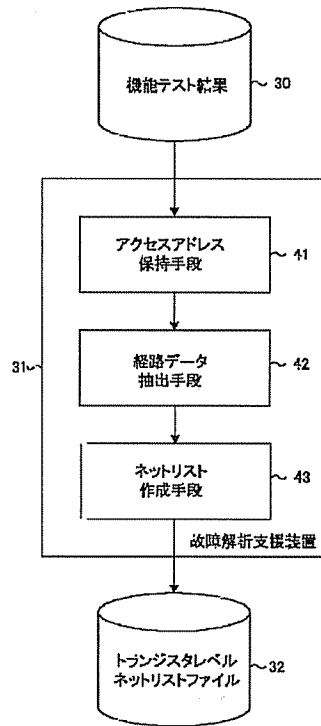 機能テスト結果
30
アクセスアドレス
保持手段
41
経路データ
抽出手段
42
31
ネットリスト
作成手段
43
故障解析支援装置
トランジスタレベル
ネットリストファイル
32